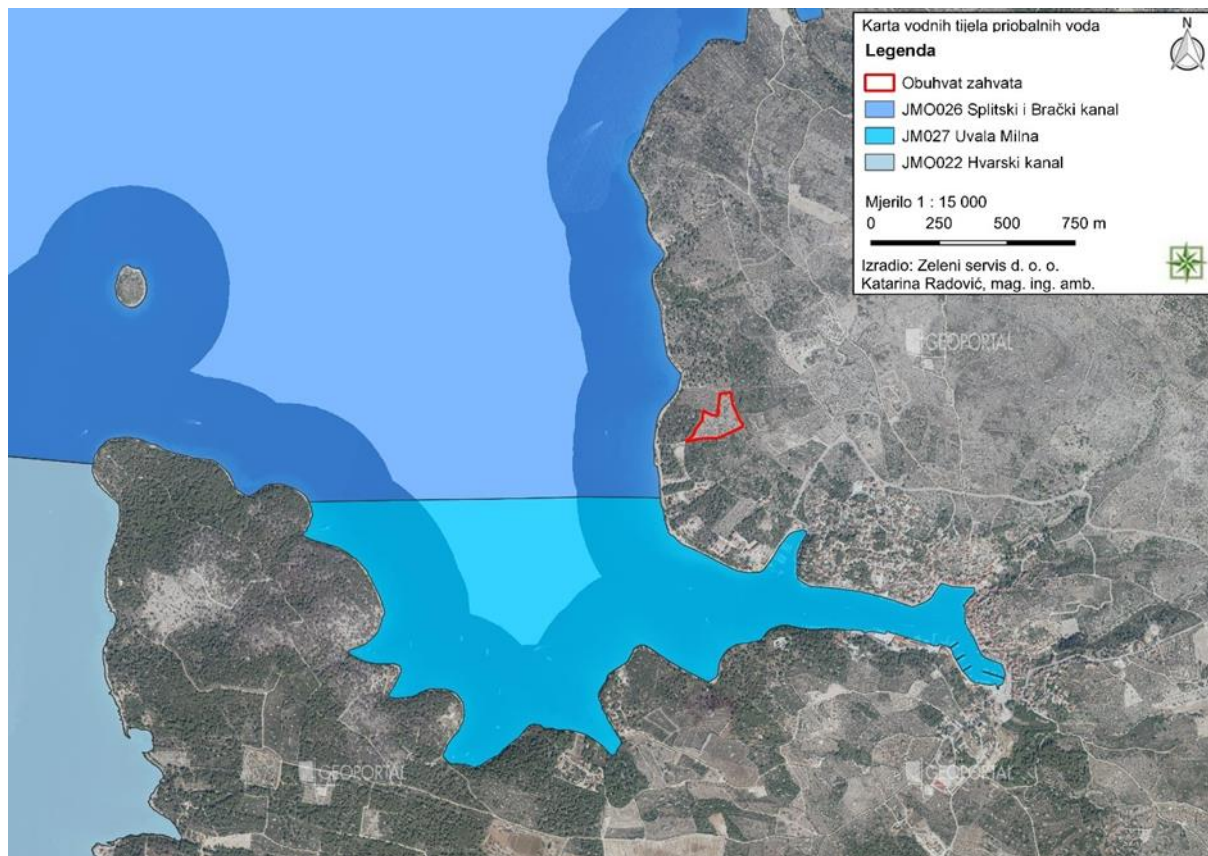 Karta vodnih tijela priobalnih voda
N
Legenda
Obuhvat zahvata
JMO026 Splitski i Brački kanal
JM027 Uvala Milna
JMO022 Hvarski kanal
Mjerilo 1 : 15 000
0 250 500 750 m
Izradio: Zeleni servis d. o. o.
Katarina Radović, mag. ing. amb.
GEOPORTAL
GEOPORTAL
GEOPORTAL